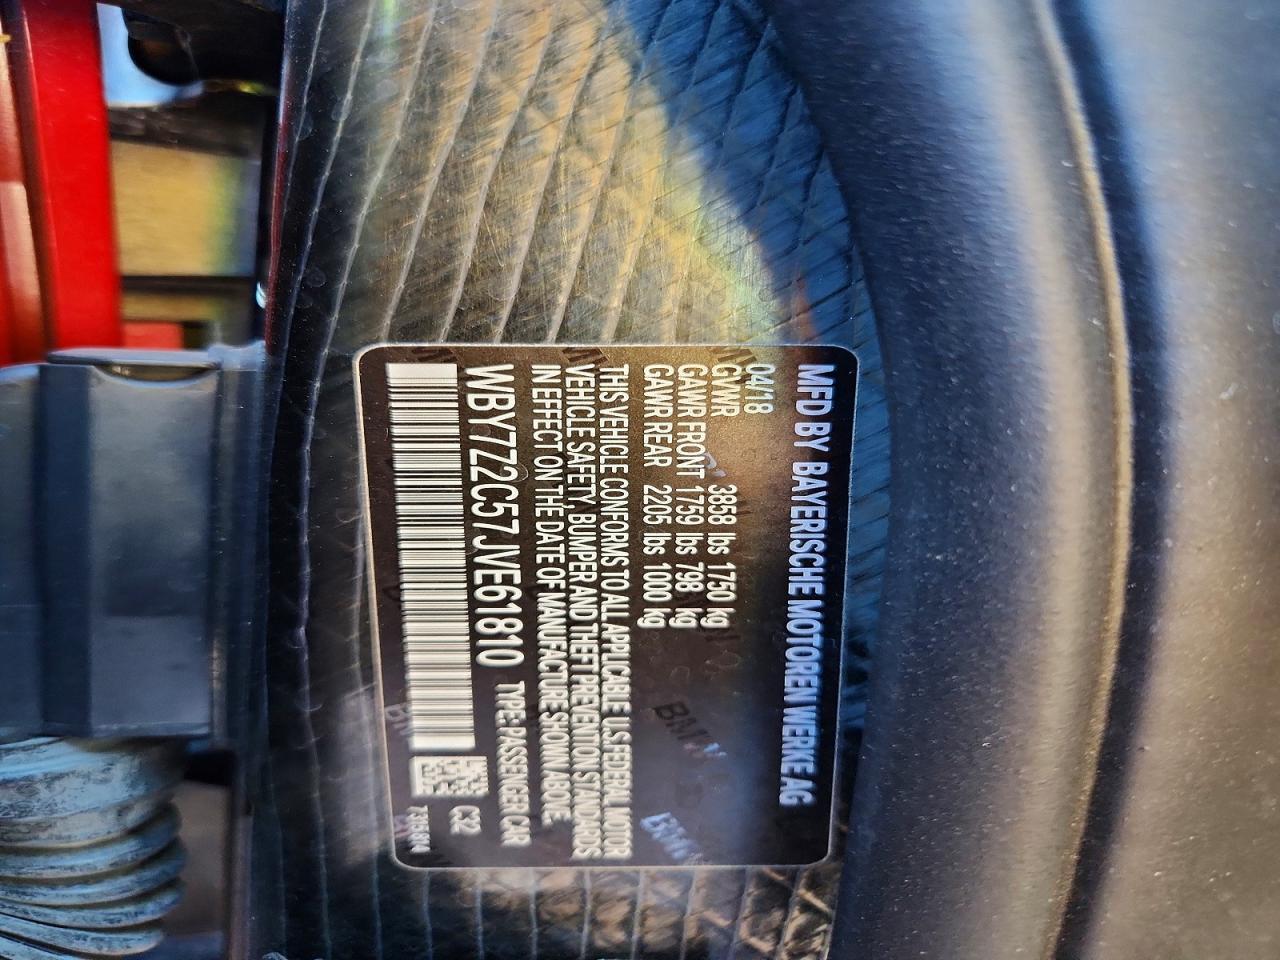 MFD BY BAYERISCHE MOTOREN WERKE AG
04/18
GVWR 3858 lbs 1750 kg
GAWR FRONT 1759 lbs 798 kg
GAWR REAR 2205 lbs 1000 kg
THIS VEHICLE CONFORMS TO ALL APPLICABLE U.S. FEDERAL MOTOR
VEHICLE SAFETY, BUMPER AND THEFT PREVENTION STANDARDS
IN EFFECT ON THE DATE OF MANUFACTURE SHOWN ABOVE.
WBY7Z2C57JVE61810 TYPE:PASSENGER CAR
C32